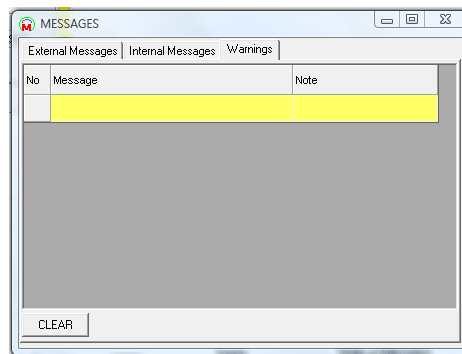 M MESSAGES
External Messages Internal Messages Warnings
No Message Note
CLEAR